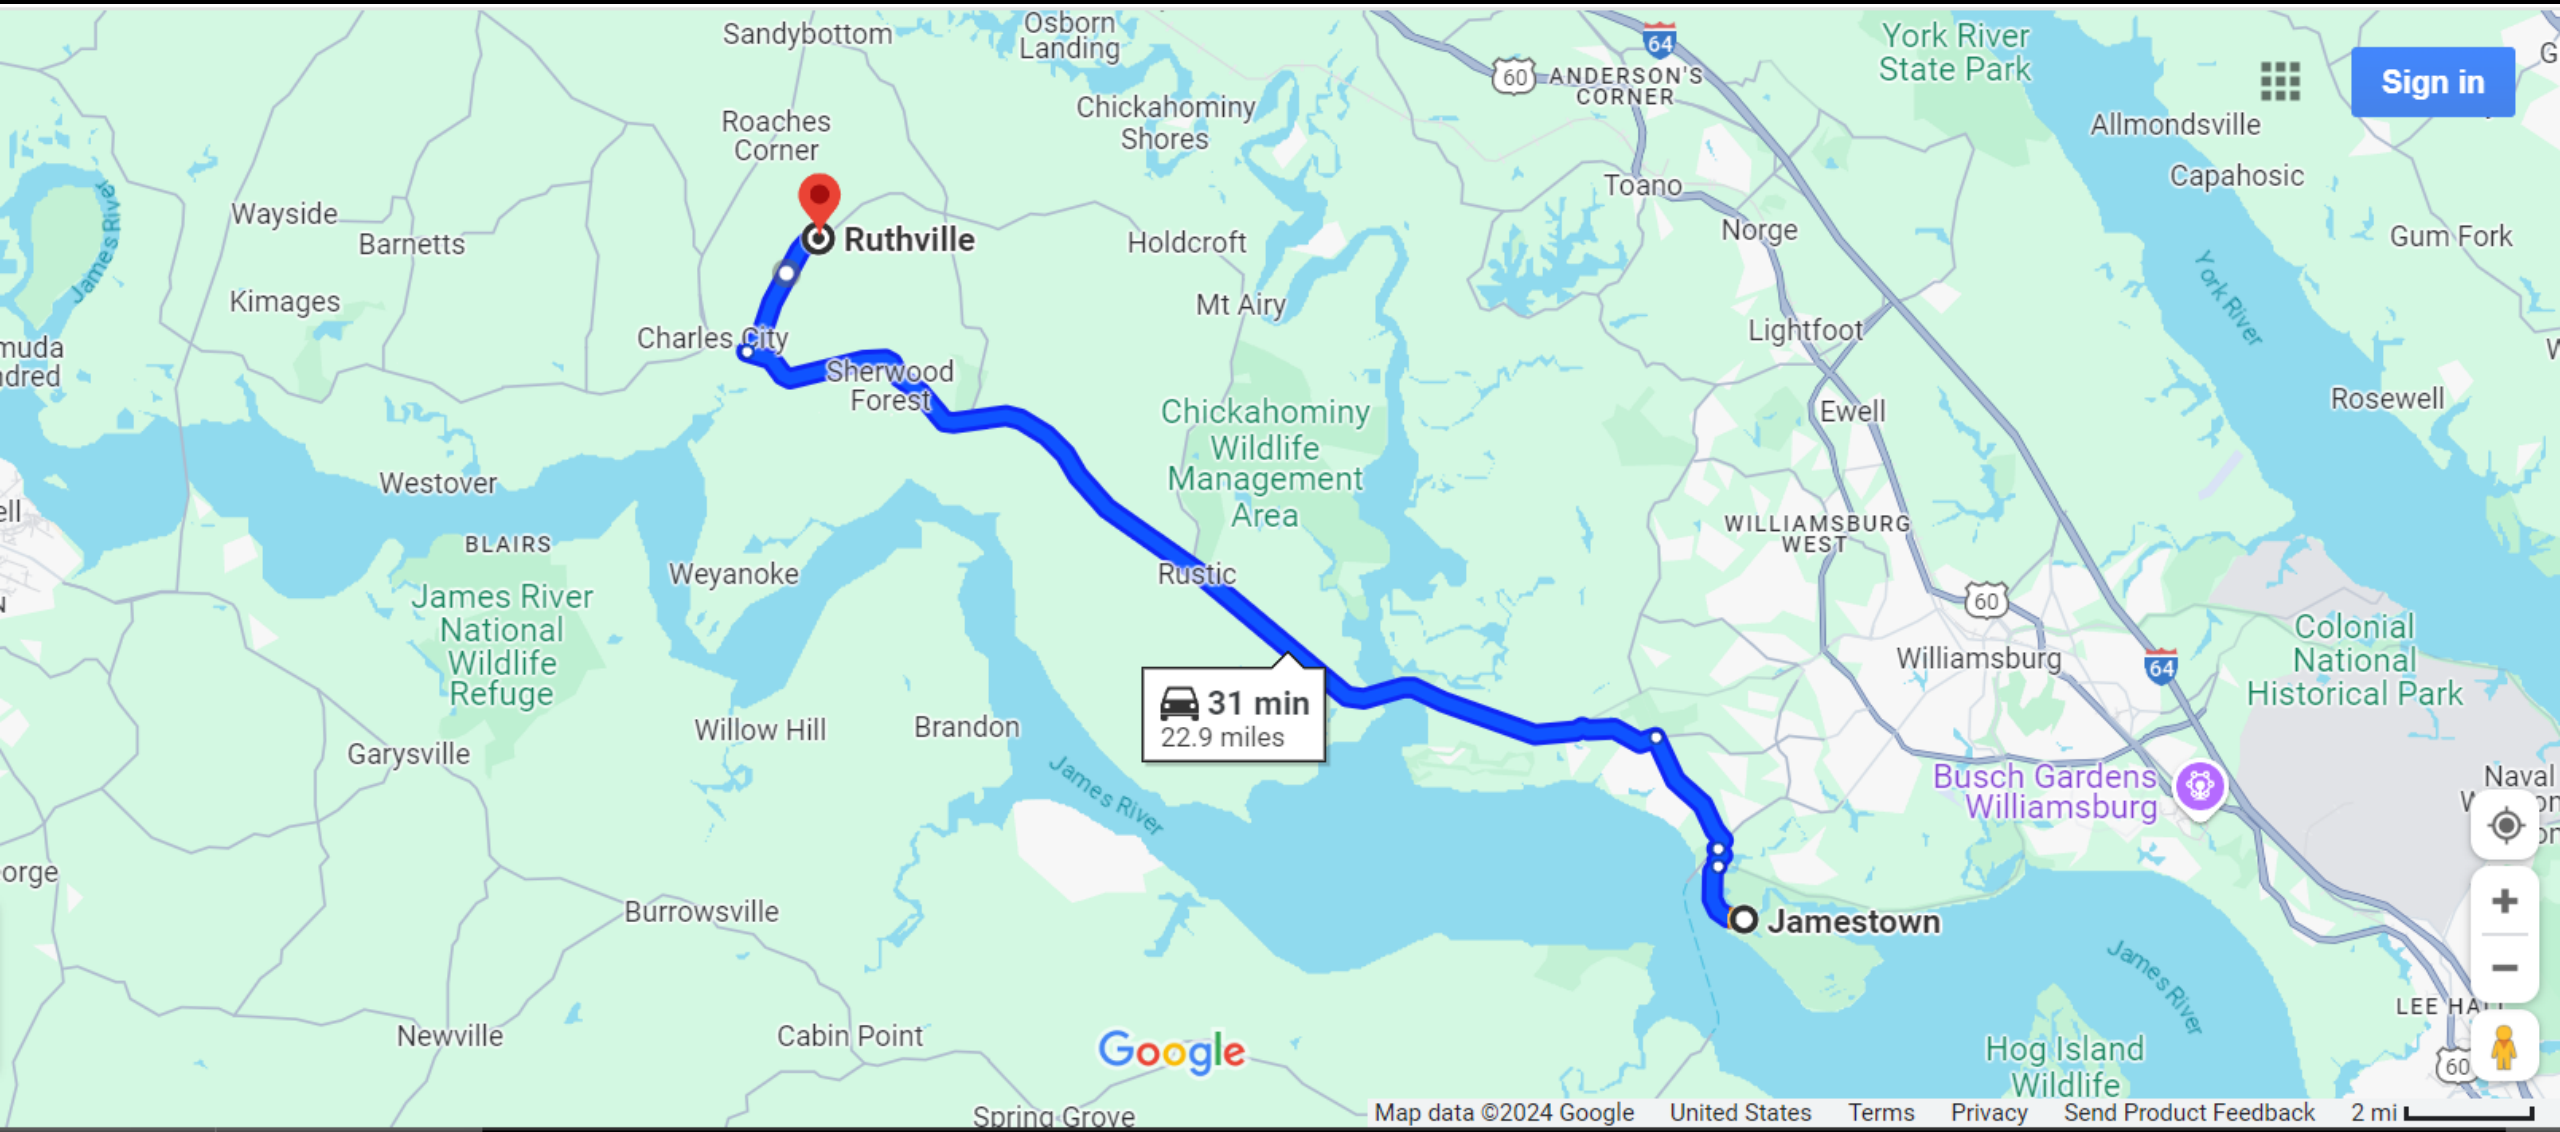 Sandybottom
Osborn
Landing
64
York River
State Park
60
ANDERSON'S
CORNER
Sign in
Chickahominy
Shores
Roaches
Corner
Allmondsville
Capahosic
Toano
Wayside
Barnetts
James River
Ruthville
Holdcroft
Norge
Gum Fork
York River
Kimages
Mt Airy
Charles City
Lightfoot
Sherwood
Forest
Chickahominy
Wildlife
Management
Area
Ewell
Rosewell
Westover
BLAIRS
WILLIAMSBURG
WEST
Weyanoke
Rustic
James River
National
Wildlife
Refuge
60
Williamsburg
64
Colonial
National
Historical Park
31 min
22.9 miles
Willow Hill
Brandon
Garysville
James River
Busch Gardens
Williamsburg
Naval
Burrowsville
Jamestown
James River
Newville
Cabin Point
Google
Hog Island
Wildlife
LEE HALL
60
Spring Grove
Map data ©2024 Google United States Terms Privacy Send Product Feedback 2 mi